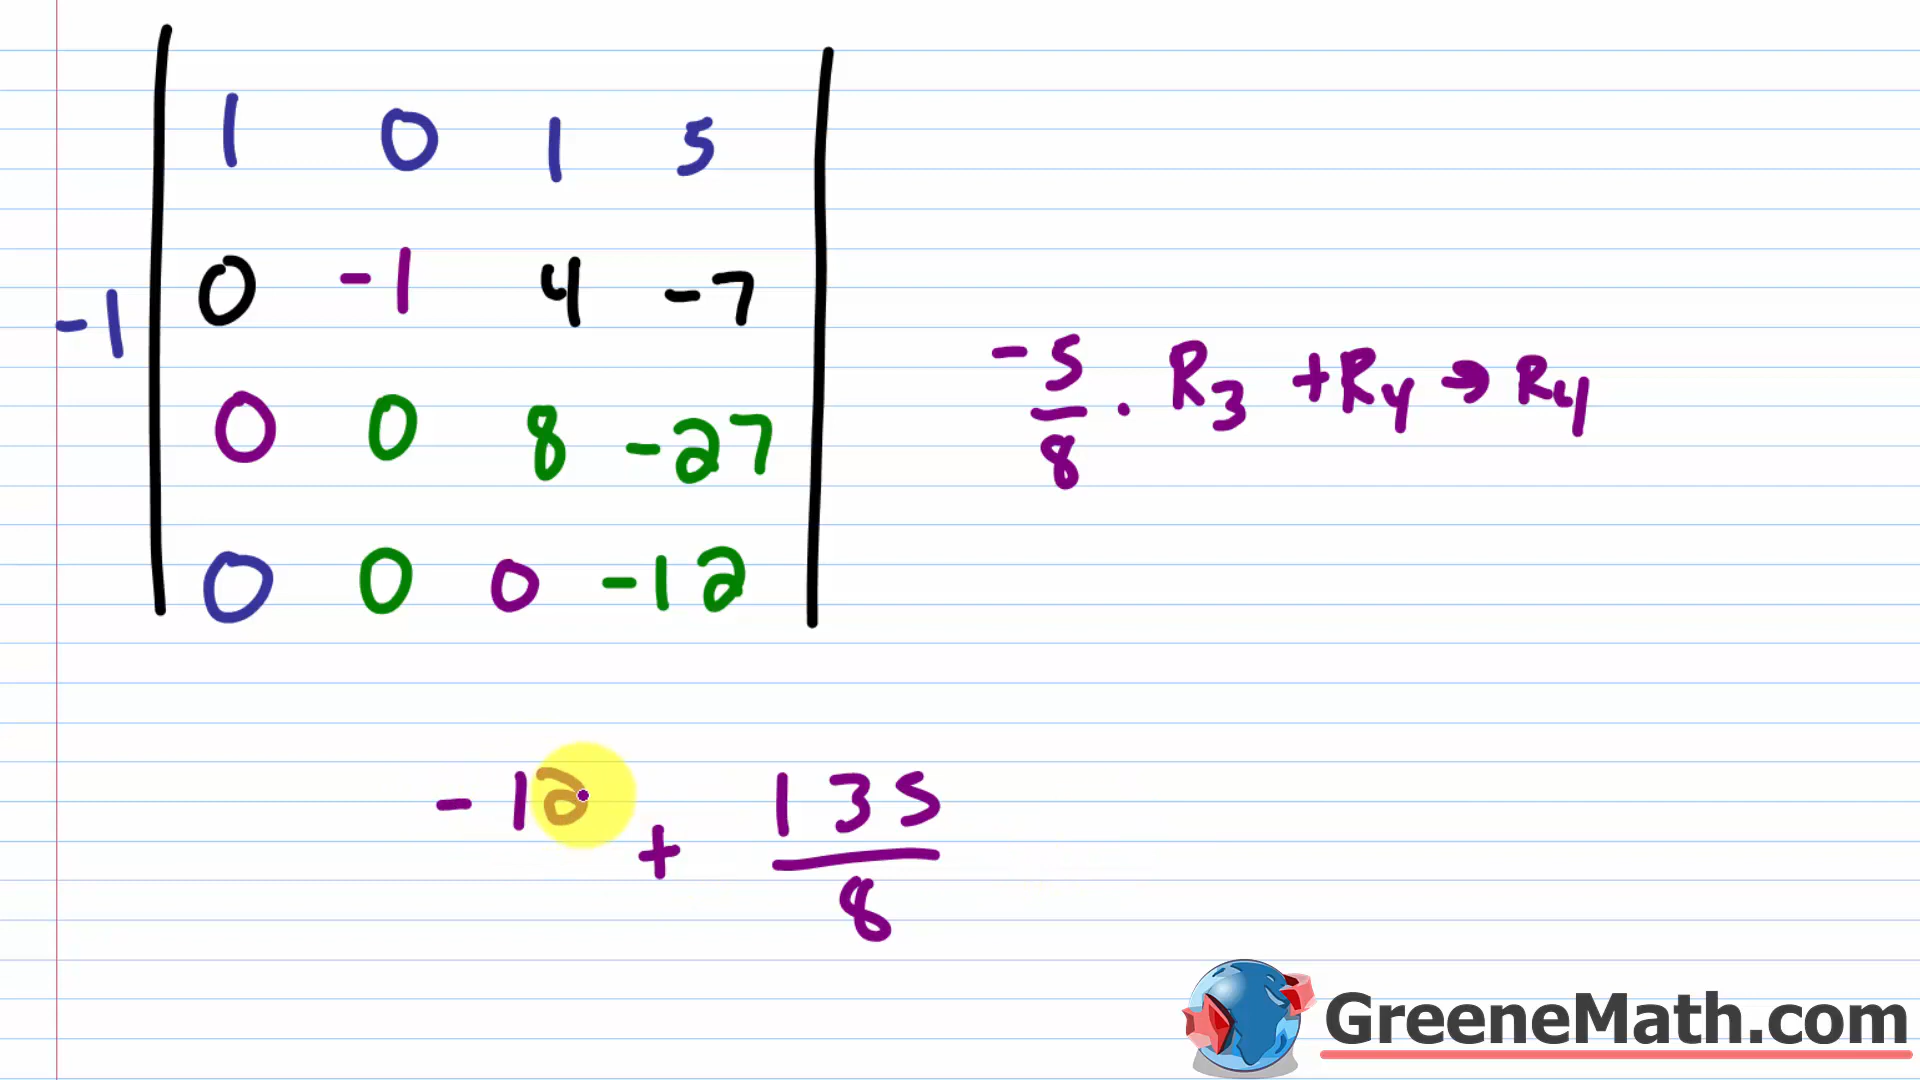 1 0 1 5
0 -1 4 -7
-1
0 0 8 -27
0 0 0 -12
-5/8 · R3 + R4 → R4
-12 + 135/8
GreeneMath.com